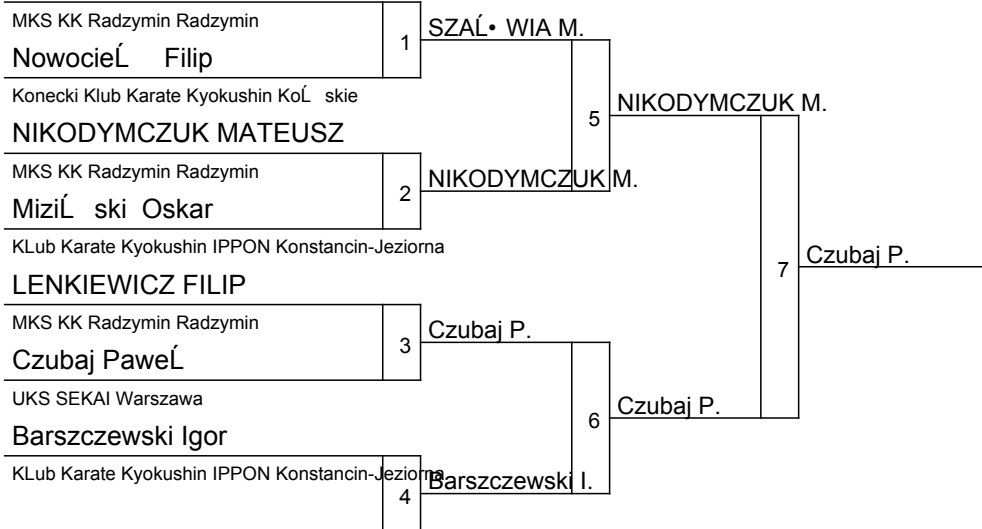 MKS KK Radzymin Radzymin
1
SZAĹ• WIA M.
NowocieĹ Filip
Konecki Klub Karate Kyokushin KoĹ skie
5
NIKODYMCZUK M.
NIKODYMCZUK MATEUSZ
MKS KK Radzymin Radzymin
2
NIKODYMCZUK M.
MiziĹ ski Oskar
KLub Karate Kyokushin IPPON Konstancin-Jeziorna
7
Czubaj P.
LENKIEWICZ FILIP
MKS KK Radzymin Radzymin
3
Czubaj P.
Czubaj PaweĹ
UKS SEKAI Warszawa
6
Czubaj P.
Barszczewski Igor
KLub Karate Kyokushin IPPON Konstancin-Jeziorna
4
Barszczewski I.